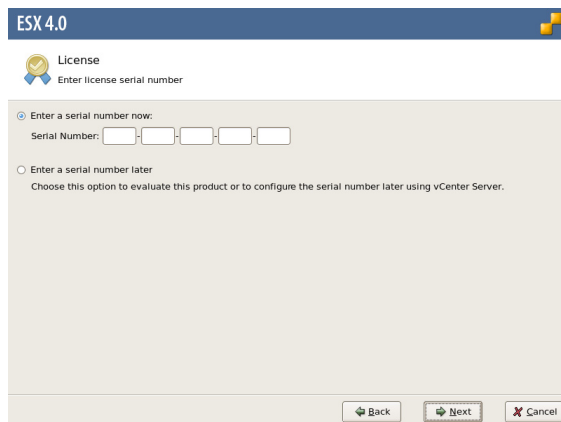 ESX 4.0
License
Enter license serial number
Enter a serial number now:
Serial Number: - - - -
Enter a serial number later
Choose this option to evaluate this product or to configure the serial number later using vCenter Server.
Back Next Cancel